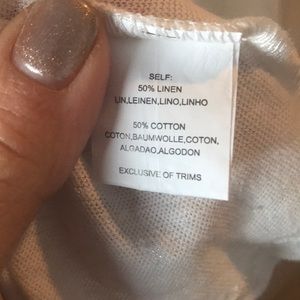 SELF:
50% LINEN
LIN,LEINEN,LINO,LINHO
50% COTTON
COTON,BAUMWOLLE,COTON,
ALGADAO,ALGODON
EXCLUSIVE OF TRIMS